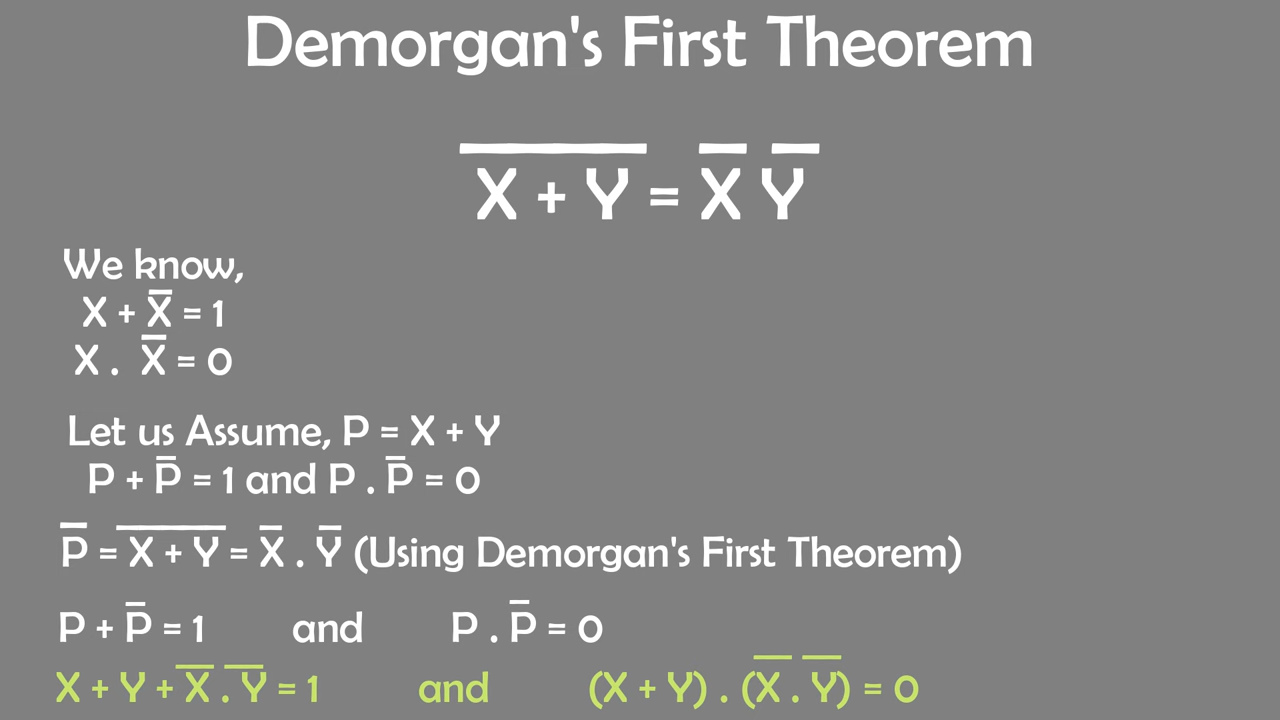 Demorgan's First Theorem
X̅ ̅+̅ ̅Y̅ = X̅ Y̅
We know,
X + X̅ = 1
X . X̅ = 0
Let us Assume, P = X + Y
P + P̅ = 1 and P . P̅ = 0
P̅ = X̅ ̅+̅ ̅Y̅ = X̅ . Y̅ (Using Demorgan's First Theorem)
P + P̅ = 1 and P . P̅ = 0
X + Y + X̅ . Y̅ = 1 and (X + Y) . (X̅ . Y̅) = 0